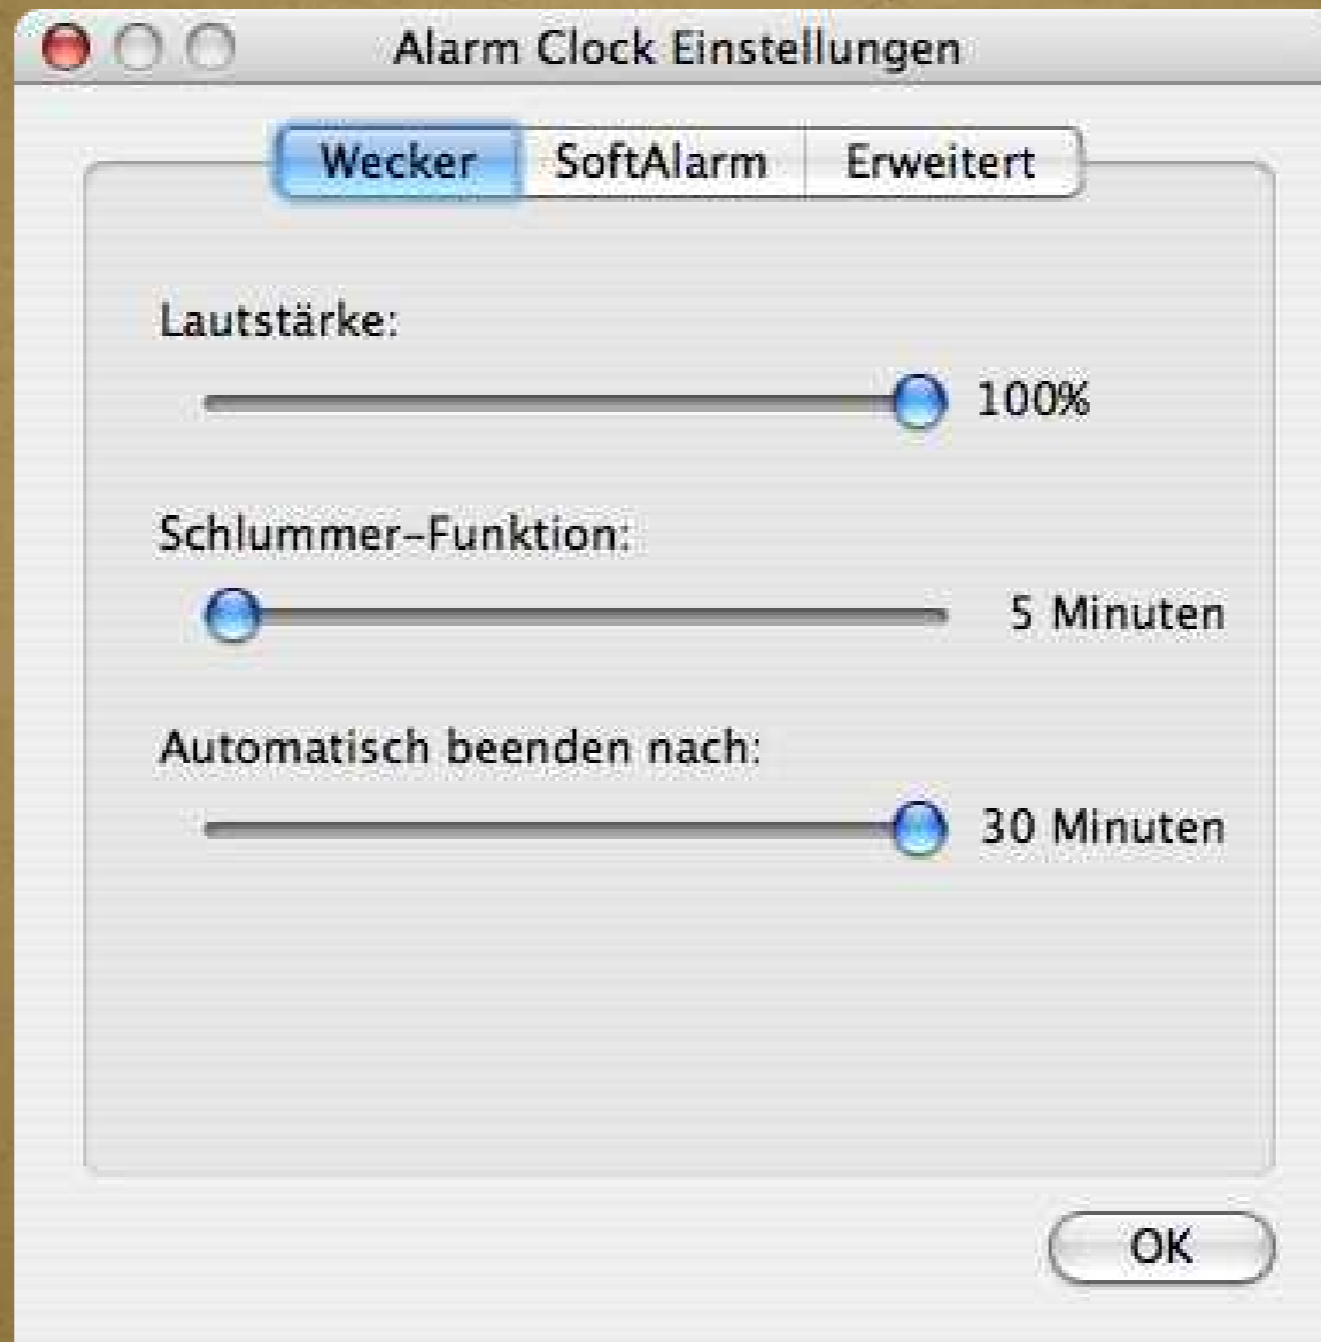 Alarm Clock Einstellungen
Wecker SoftAlarm Erweitert
Lautstärke:
100%
Schlummer-Funktion:
5 Minuten
Automatisch beenden nach:
30 Minuten
OK